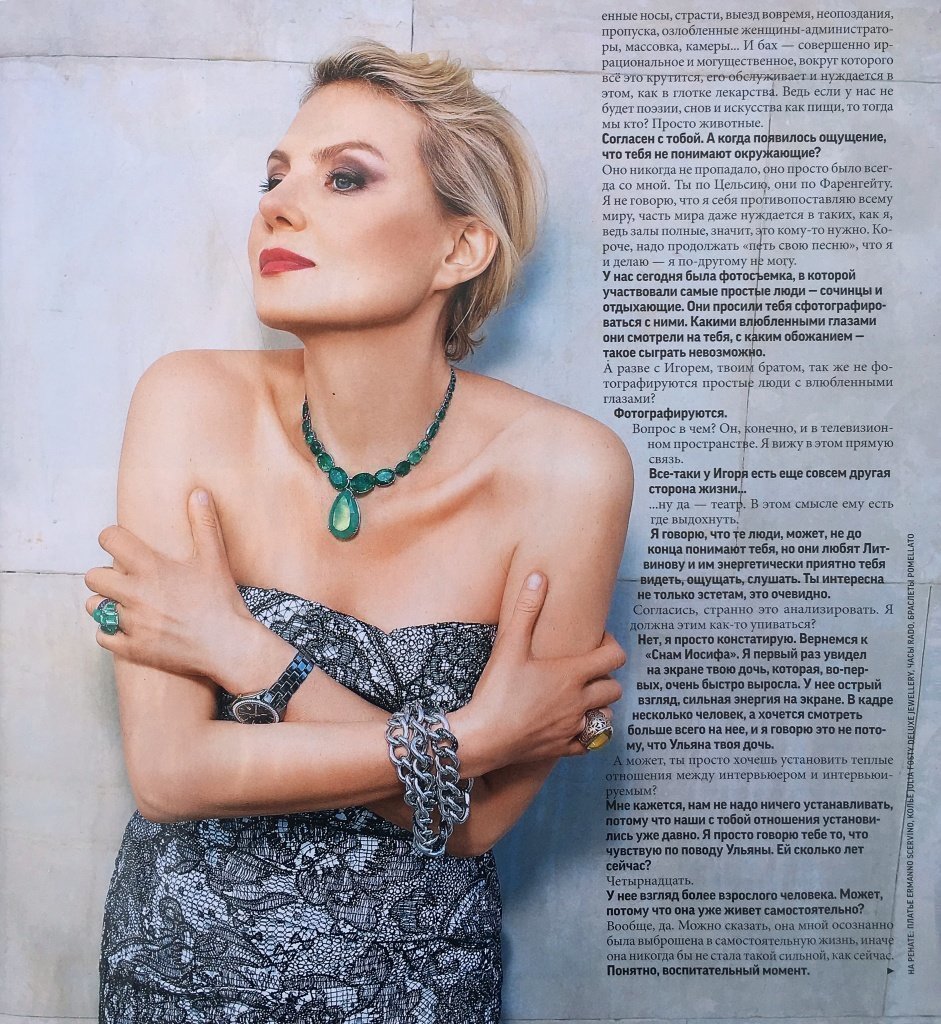 енные носы, страсти, выезд вовремя, неопоздания,
пропуска, озлобленные женщины-администрато-
ры, массовка, камеры... И бах — совершенно ир-
рациональное и могущественное, вокруг которого
всё это крутится, его обслуживает и нуждается в
этом, как в глотке лекарства. Ведь если у нас не
будет поэзии, снов и искусства как пищи, то тогда
мы кто? Просто животные.
Согласен с тобой. А когда появилось ощущение,
что тебя не понимают окружающие?
Оно никогда не пропадало, оно просто было всег-
да со мной. Ты по Цельсию, они по Фаренгейту.
Я не говорю, что я себя противопоставляю всему
миру, часть мира даже нуждается в таких, как я,
ведь залы полные, значит, это кому-то нужно. Ко-
роче, надо продолжать «петь свою песню», что я
и делаю — я по-другому не могу.
У нас сегодня была фотосъемка, в которой
участвовали самые простые люди — сочинцы и
отдыхающие. Они просили тебя сфотографиро-
ваться с ними. Какими влюбленными глазами
они смотрели на тебя, с каким обожанием —
такое сыграть невозможно.
А разве с Игорем, твоим братом, так же не фо-
тографируются простые люди с влюбленными
глазами?
Фотографируются.
Вопрос в чем? Он, конечно, и в телевизион-
ном пространстве. Я вижу в этом прямую
связь.
Все-таки у Игоря есть еще совсем другая
сторона жизни...
...ну да — театр. В этом смысле ему есть
где выдохнуть.
Я говорю, что те люди, может, не до
конца понимают тебя, но они любят Лит-
винову и им энергетически приятно тебя
видеть, ощущать, слушать. Ты интересна
не только эстетам, это очевидно.
Согласись, странно это анализировать. Я
должна этим как-то упиваться?
Нет, я просто констатирую. Вернемся к
«Снам Иосифа». Я первый раз увидел
на экране твою дочь, которая, во-пер-
вых, очень быстро выросла. У нее острый
взгляд, сильная энергия на экране. В кадре
несколько человек, а хочется смотреть
больше всего на нее, и я говорю это не пото-
му, что Ульяна твоя дочь.
А может, ты просто хочешь установить теплые
отношения между интервьюером и интервьюи-
руемым?
Мне кажется, нам не надо ничего устанавливать,
потому что наши с тобой отношения установи-
лись уже давно. Я просто говорю тебе то, что
чувствую по поводу Ульяны. Ей сколько лет
сейчас?
Четырнадцать.
У нее взгляд более взрослого человека. Может,
потому что она уже живет самостоятельно?
Вообще, да. Можно сказать, она мной осознанно
была выброшена в самостоятельную жизнь, иначе
она никогда бы не стала такой сильной, как сейчас.
Понятно, воспитательный момент.
НА РЕНАТЕ: ПЛАТЬЕ ERMANNO SCERVINO, КОЛЬЕ JULIA FOSTY DELUXE JEWELLERY, ЧАСЫ RADO, БРАСЛЕТЫ POMELLATO